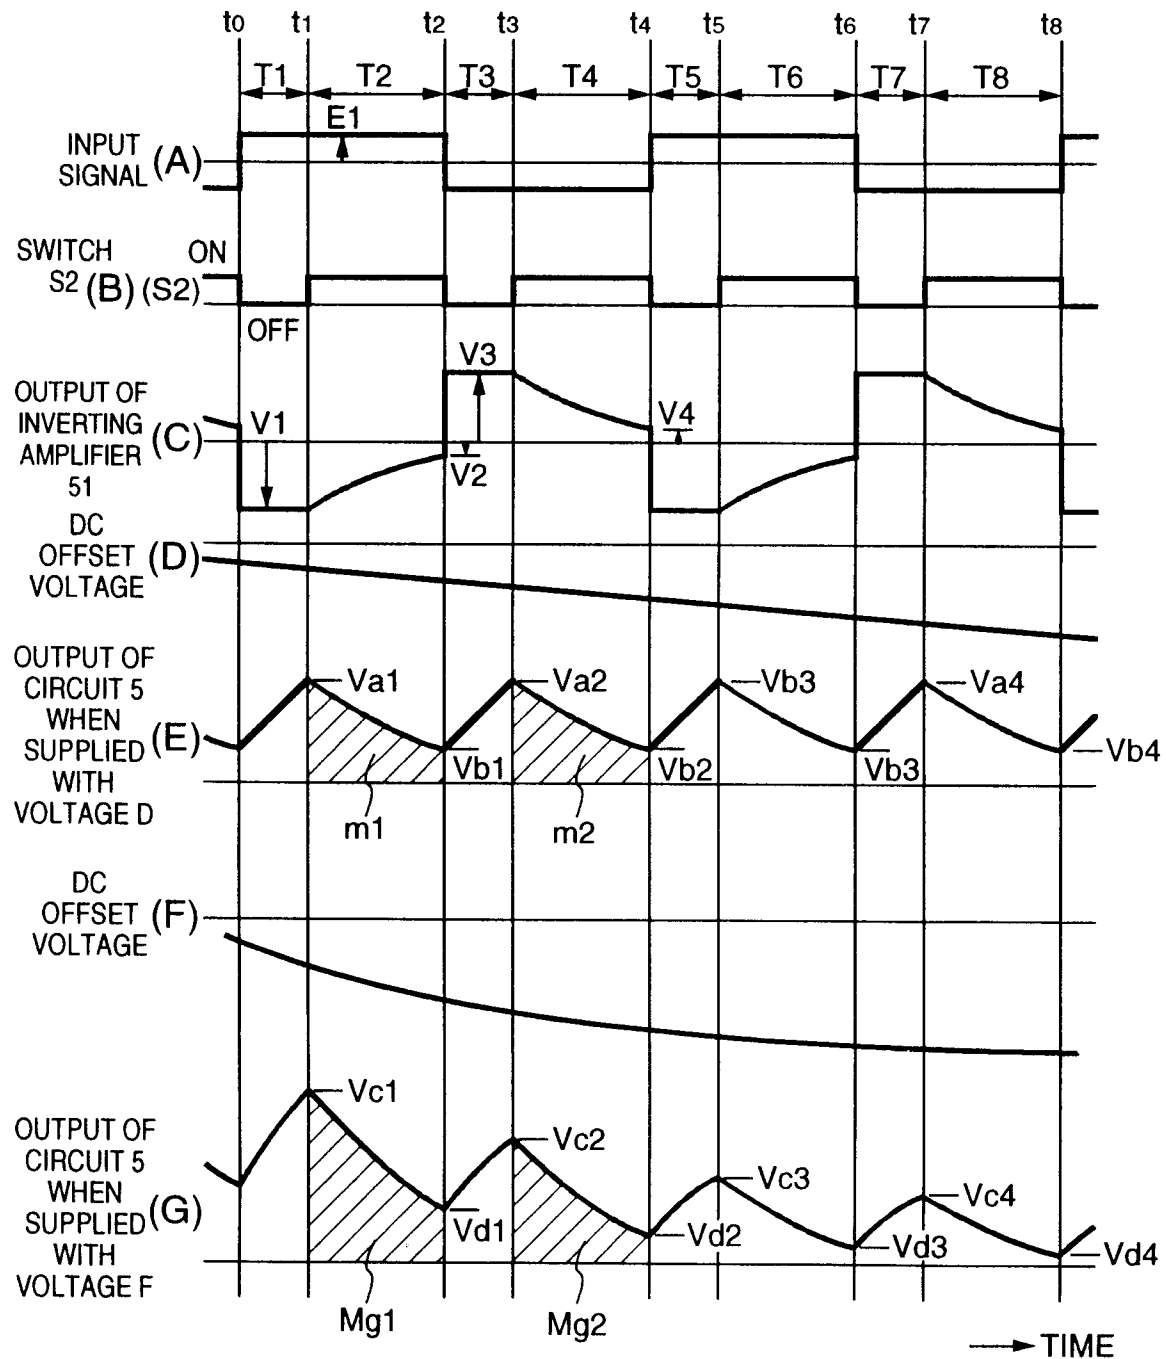 t0 t1 t2 t3 t4 t5 t6 t7 t8
T1 T2 T3 T4 T5 T6 T7 T8
E1
INPUT
SIGNAL (A)
SWITCH ON
S2 (B) (S2)
OFF
V3
OUTPUT OF
INVERTING
AMPLIFIER
51
(C)
V1
V4
V2
DC
OFFSET
VOLTAGE
(D)
OUTPUT OF
CIRCUIT 5
WHEN
SUPPLIED
WITH
VOLTAGE D
(E)
Va1 Va2 Vb3 Va4
Vb1 Vb2 Vb3 Vb4
m1 m2
DC
OFFSET
VOLTAGE
(F)
OUTPUT OF
CIRCUIT 5
WHEN
SUPPLIED
WITH
VOLTAGE F
(G)
Vc1 Vc2 Vc3 Vc4
Vd1 Vd2 Vd3 Vd4
Mg1 Mg2
TIME